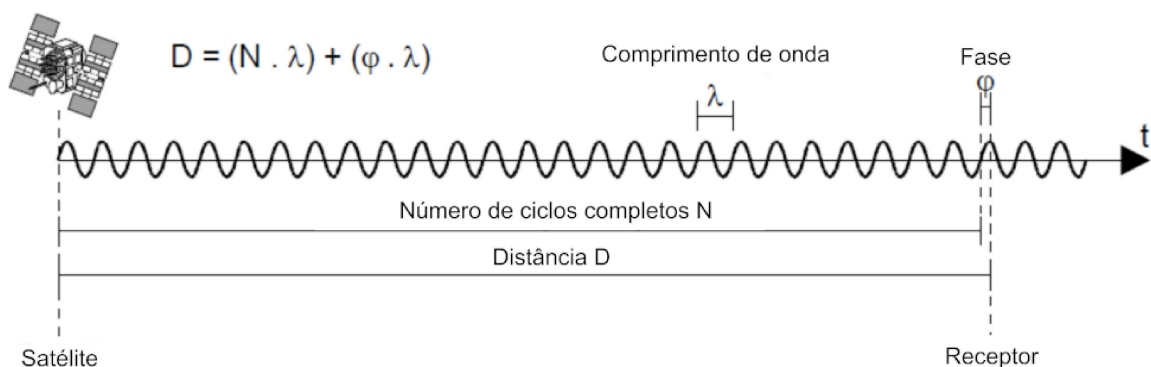 D = (N . λ) + (φ . λ)
Comprimento de onda
λ
Fase
φ
t
Número de ciclos completos N
Distância D
Satélite
Receptor